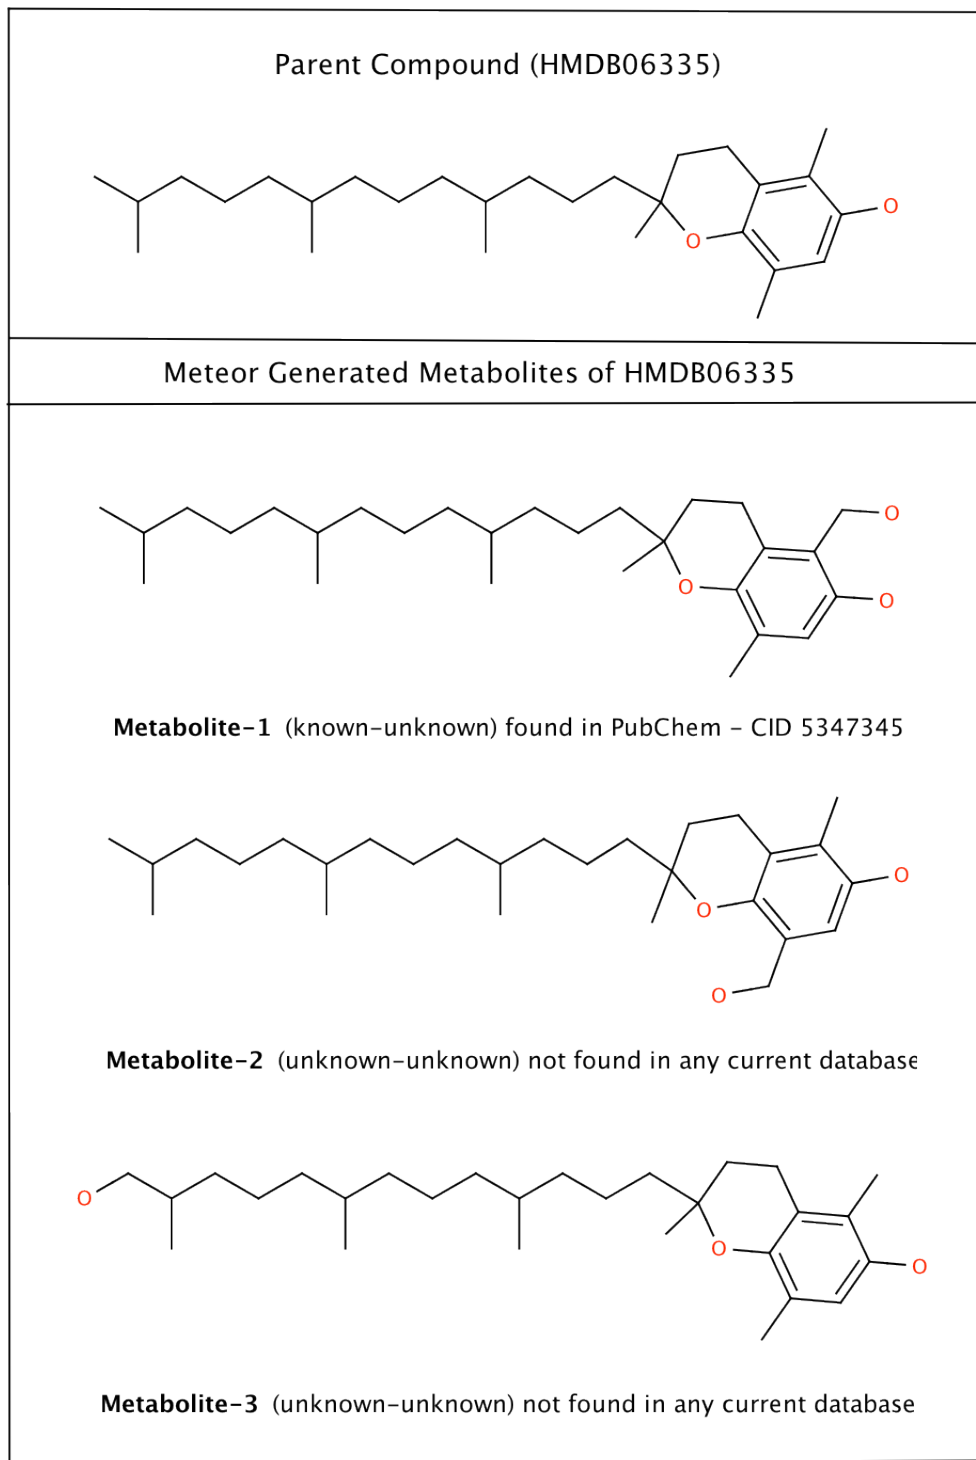 Parent Compound (HMDB06335)
O
O
Meteor Generated Metabolites of HMDB06335
O
O
O
Metabolite-1 (known-unknown) found in PubChem - CID 5347345
O
O
O
Metabolite-2 (unknown-unknown) not found in any current database
O
O
O
Metabolite-3 (unknown-unknown) not found in any current database